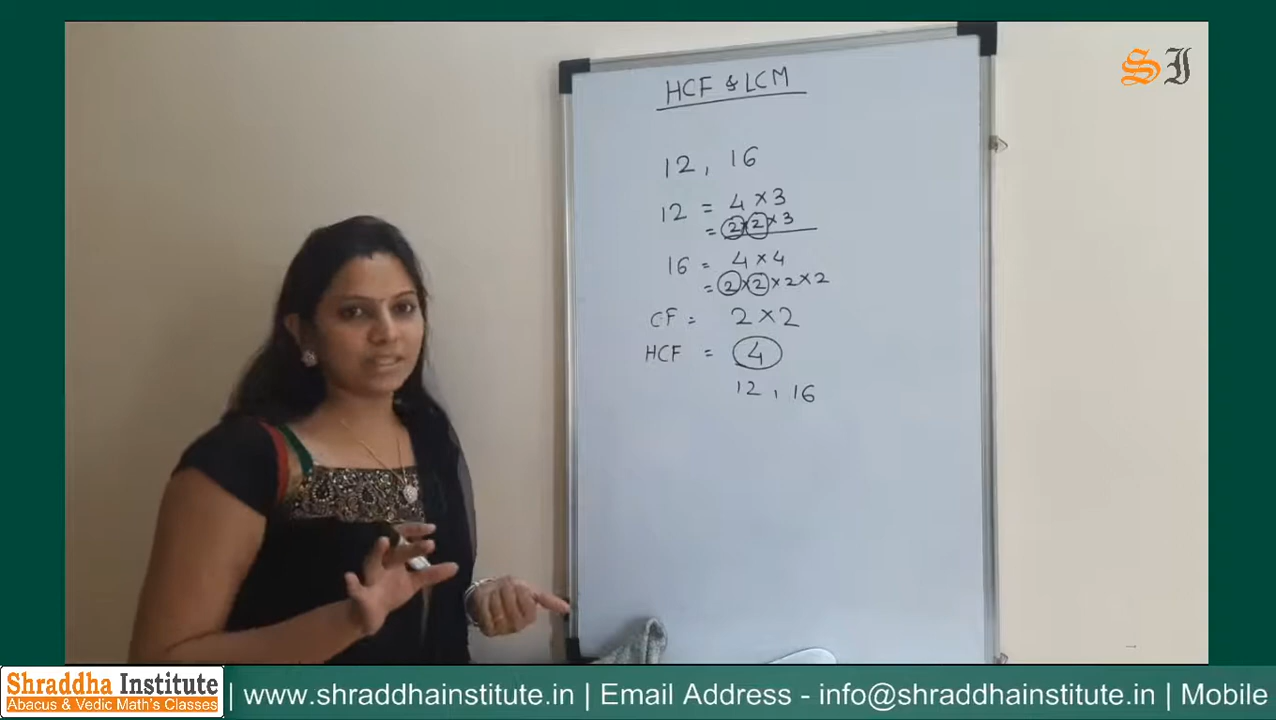 SI
HCF & LCM
12, 16
12 = 4 × 3
= 2 × 2 × 3
16 = 4 × 4
= 2 × 2 × 2 × 2
CF = 2 × 2
HCF = 4
12, 16
Shraddha Institute
Abacus & Vedic Math's Classes
| www.shraddhainstitute.in | Email Address - info@shraddhainstitute.in | Mobile